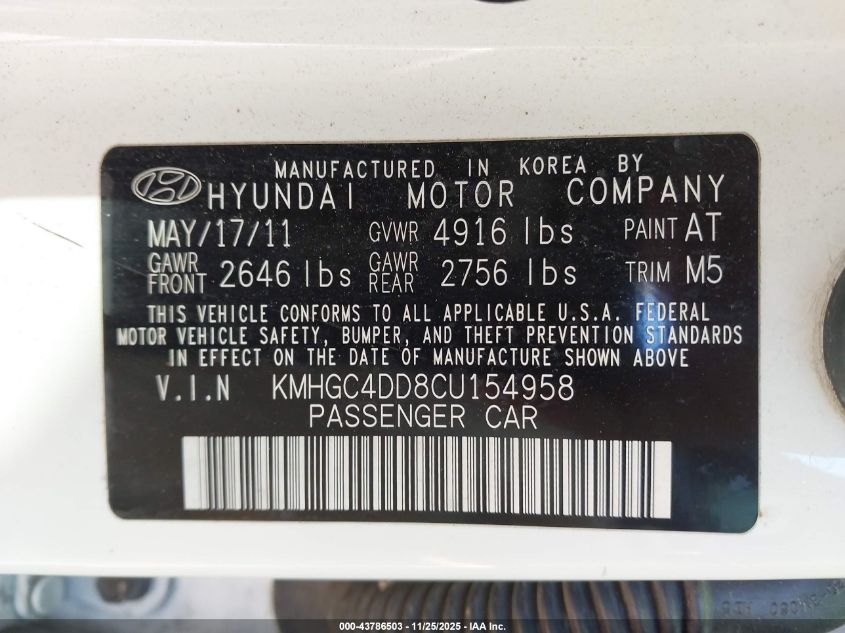 MANUFACTURED IN KOREA BY
HYUNDAI MOTOR COMPANY
MAY/17/11 GVWR 4916 lbs PAINT AT
GAWR FRONT 2646 lbs GAWR REAR 2756 lbs TRIM M5
THIS VEHICLE CONFORMS TO ALL APPLICABLE U.S.A. FEDERAL
MOTOR VEHICLE SAFETY, BUMPER, AND THEFT PREVENTION STANDARDS
IN EFFECT ON THE DATE OF MANUFACTURE SHOWN ABOVE
V.I.N KMHGC4DD8CU154958
PASSENGER CAR
000-43786503 - 11/25/2025 - IAA Inc.